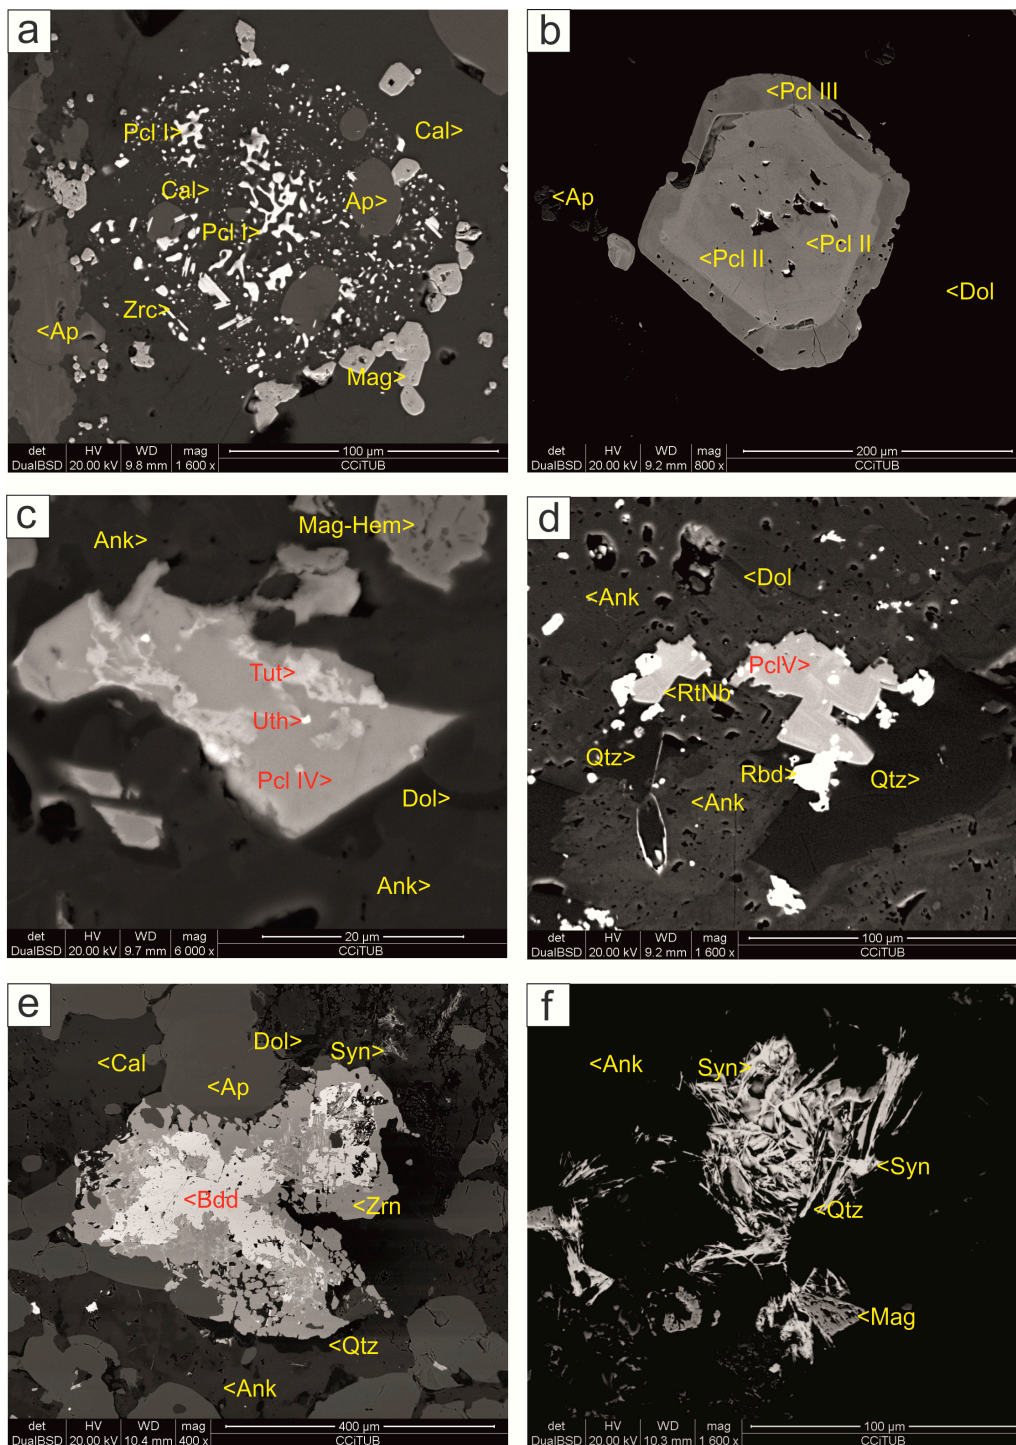 a
Pcl I>
Cal>
Cal>
Ap>
Pcl I>
Zrc>
<Ap
Mag>
det HV WD mag 100 µm
DualBSD 20.00 kV 9.8 mm 1 600 x CCiTUB
b
<Pcl III
<Ap
<Pcl II
<Pcl II
<Dol
det HV WD mag 200 µm
DualBSD 20.00 kV 9.2 mm 800 x CCiTUB
c
Mag-Hem>
Ank>
Tut>
Uth>
Pcl IV>
Dol>
Ank>
det HV WD mag 20 µm
DualBSD 20.00 kV 9.7 mm 6 000 x CCiTUB
d
<Dol
<Ank
PclV>
<RtNb
Qtz>
Rbd>
Qtz>
<Ank
det HV WD mag 100 µm
DualBSD 20.00 kV 9.2 mm 1 600 x CCiTUB
e
Dol>
Syn>
<Cal
<Ap
<Bdd
<Zrn
<Qtz
<Ank
det HV WD mag 400 µm
DualBSD 20.00 kV 10.4 mm 400 x CCiTUB
f
<Ank
Syn>
<Syn
<Qtz
<Mag
det HV WD mag 100 µm
DualBSD 20.00 kV 10.3 mm 1 600 x CCiTUB